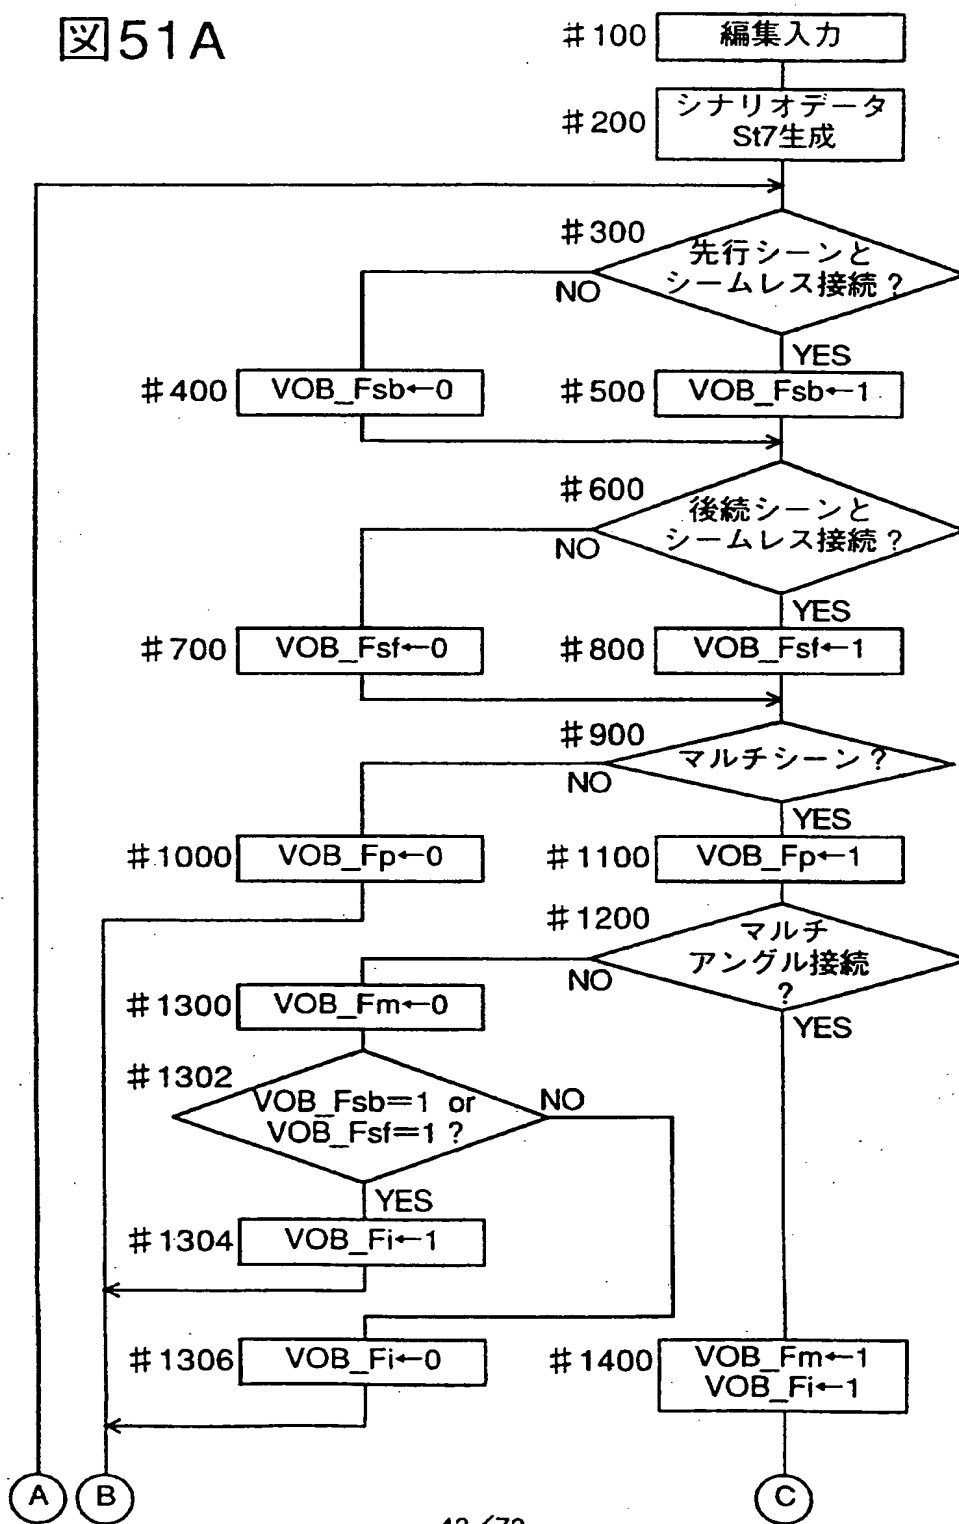 図51A
#100
編集入力
#200
シナリオデータ
St7生成
#300
先行シーンと
シームレス接続?
NO
YES
#400
VOB_Fsb←0
#500
VOB_Fsb←1
#600
後続シーンと
シームレス接続?
NO
YES
#700
VOB_Fsf←0
#800
VOB_Fsf←1
#900
マルチシーン?
NO
YES
#1000
VOB_Fp←0
#1100
VOB_Fp←1
#1200
マルチ
アングル接続
?
NO
YES
#1300
VOB_Fm←0
#1302
VOB_Fsb=1 or
VOB_Fsf=1 ?
NO
YES
#1304
VOB_Fi←1
#1306
VOB_Fi←0
#1400
VOB_Fm←1
VOB_Fi←1
A
B
C